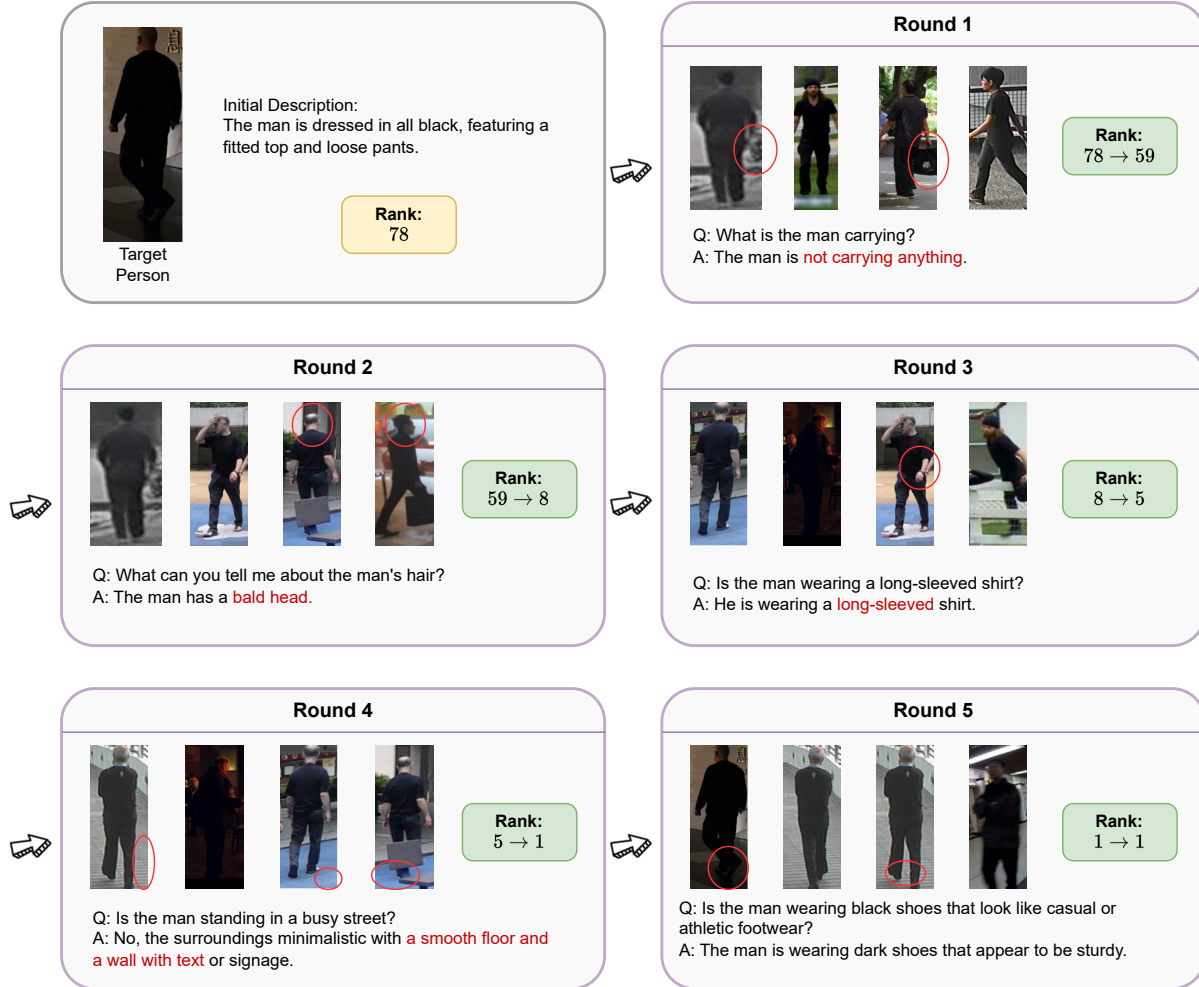 Initial Description:
The man is dressed in all black, featuring a
fitted top and loose pants.
Rank:
78
Target
Person
Round 1
Rank:
78 → 59
Q: What is the man carrying?
A: The man is not carrying anything.
Round 2
Rank:
59 → 8
Q: What can you tell me about the man's hair?
A: The man has a bald head.
Round 3
Rank:
8 → 5
Q: Is the man wearing a long-sleeved shirt?
A: He is wearing a long-sleeved shirt.
Round 4
Rank:
5 → 1
Q: Is the man standing in a busy street?
A: No, the surroundings minimalistic with a smooth floor and
a wall with text or signage.
Round 5
Rank:
1 → 1
Q: Is the man wearing black shoes that look like casual or
athletic footwear?
A: The man is wearing dark shoes that appear to be sturdy.